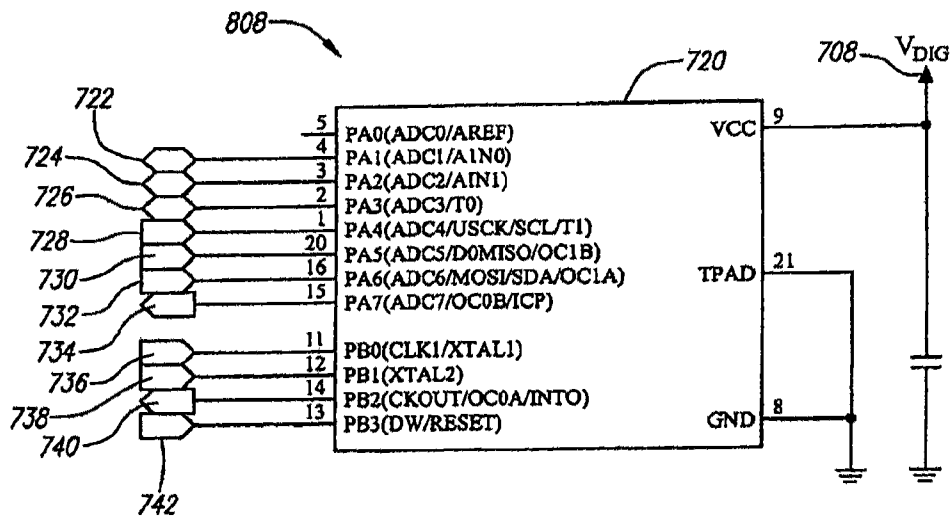 808
720
708
V DIG
722
724
726
728
730
732
734
736
738
740
742
5 PA0(ADC0/AREF)
4 PA1(ADC1/A1N0)
3 PA2(ADC2/AIN1)
2 PA3(ADC3/T0)
1 PA4(ADC4/USCK/SCL/T1)
20 PA5(ADC5/D0MISO/OC1B)
16 PA6(ADC6/MOSI/SDA/OC1A)
15 PA7(ADC7/OC0B/ICP)
11 PB0(CLK1/XTAL1)
12 PB1(XTAL2)
14 PB2(CKOUT/OC0A/INTO)
13 PB3(DW/RESET)
VCC 9
TPAD 21
GND 8